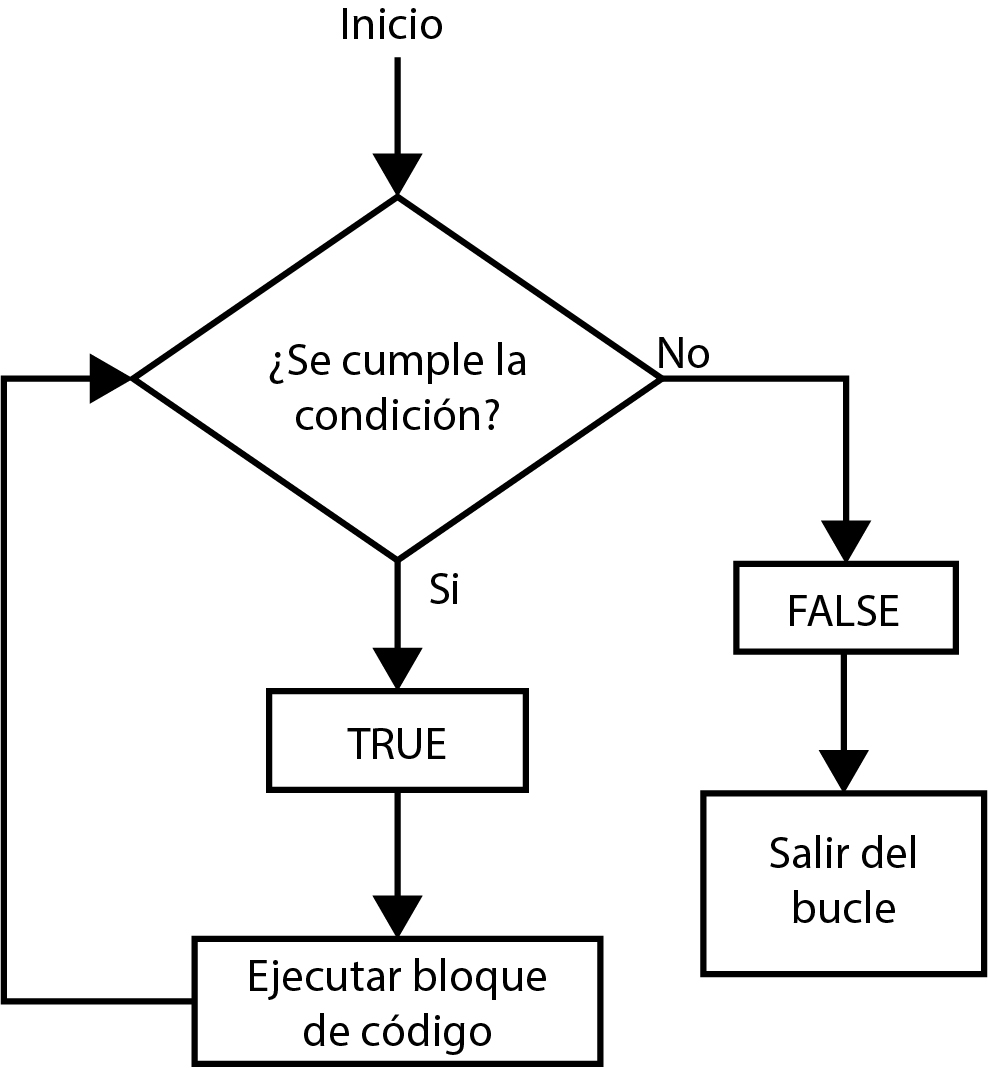 Inicio
¿Se cumple la
condición?
No
Si
FALSE
TRUE
Salir del
bucle
Ejecutar bloque
de código